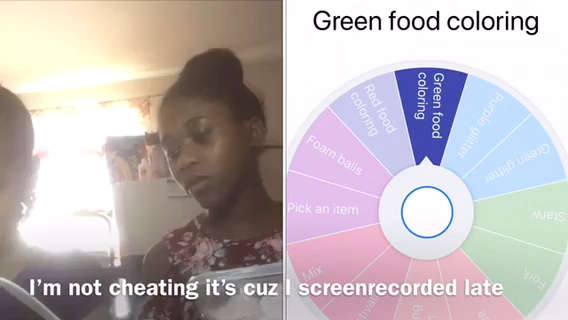 Green food coloring
Green food
coloring
Red food
coloring
Foam balls
Pick an item
Mix
Purple glitter
Green glitter
Fork
I'm not cheating it's cuz I screenrecorded late